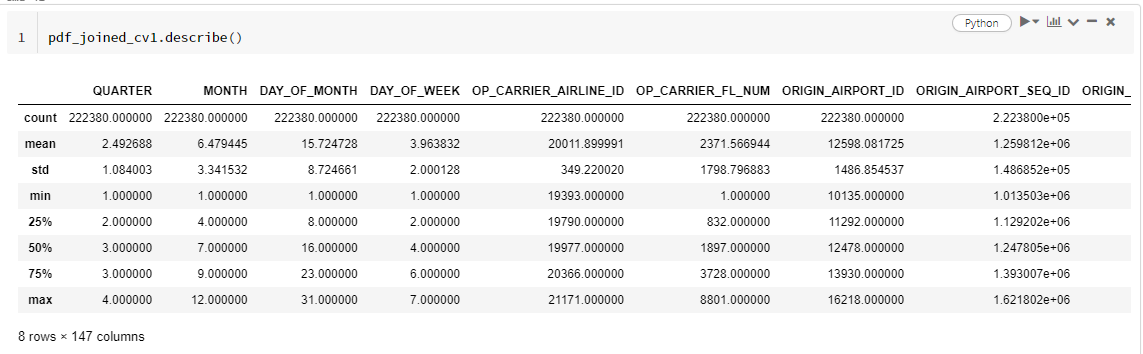 Python
1 pdf_joined_cv1.describe()
QUARTER MONTH DAY_OF_MONTH DAY_OF_WEEK OP_CARRIER_AIRLINE_ID OP_CARRIER_FL_NUM ORIGIN_AIRPORT_ID ORIGIN_AIRPORT_SEQ_ID ORIGIN_
count 222380.000000 222380.000000 222380.000000 222380.000000 222380.000000 222380.000000 222380.000000 2.223800e+05
mean 2.492688 6.479445 15.724728 3.963832 20011.899991 2371.566944 12598.081725 1.259812e+06
std 1.084003 3.341532 8.724661 2.000128 349.220020 1798.796883 1486.854537 1.486852e+05
min 1.000000 1.000000 1.000000 1.000000 19393.000000 1.000000 10135.000000 1.013503e+06
25% 2.000000 4.000000 8.000000 2.000000 19790.000000 832.000000 11292.000000 1.129202e+06
50% 3.000000 7.000000 16.000000 4.000000 19977.000000 1897.000000 12478.000000 1.247805e+06
75% 3.000000 9.000000 23.000000 6.000000 20366.000000 3728.000000 13930.000000 1.393007e+06
max 4.000000 12.000000 31.000000 7.000000 21171.000000 8801.000000 16218.000000 1.621802e+06
8 rows × 147 columns